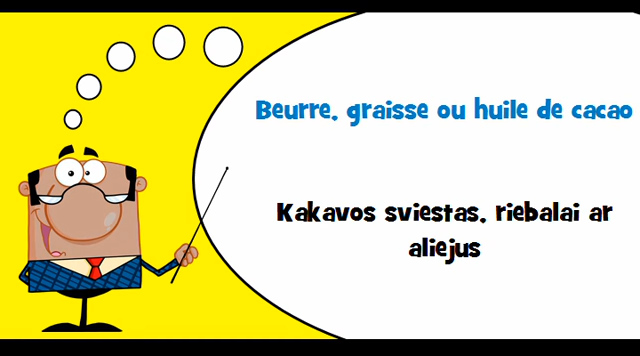 Beurre, graisse ou huile de cacao
Kakavos sviestas, riebalai ar
aliejus